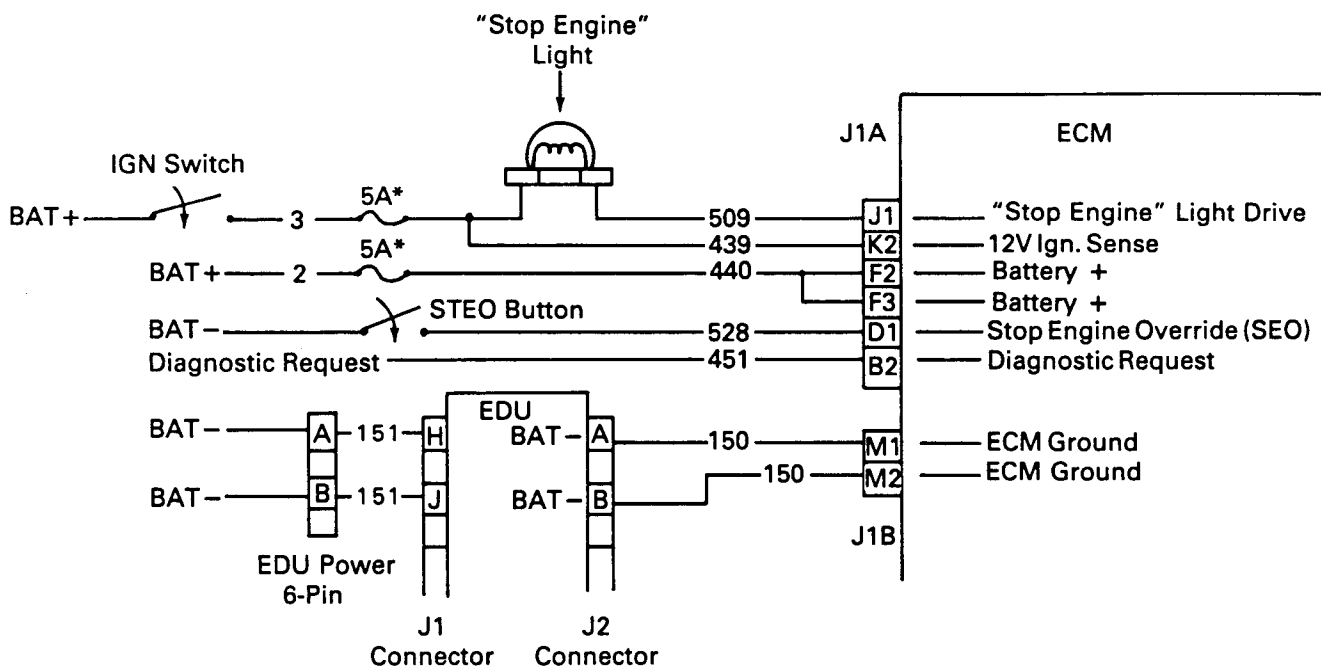 "Stop Engine"
Light
J1A
ECM
IGN Switch
BAT+
3
5A*
509
J1
"Stop Engine" Light Drive
439
K2
12V Ign. Sense
BAT+
2
5A*
440
F2
Battery +
F3
Battery +
BAT-
STEO Button
528
D1
Stop Engine Override (SEO)
Diagnostic Request
451
B2
Diagnostic Request
EDU
BAT-
A
151
H
BAT-
A
150
M1
ECM Ground
BAT-
B
151
J
BAT-
B
150
M2
ECM Ground
J1B
EDU Power
6-Pin
J1
Connector
J2
Connector